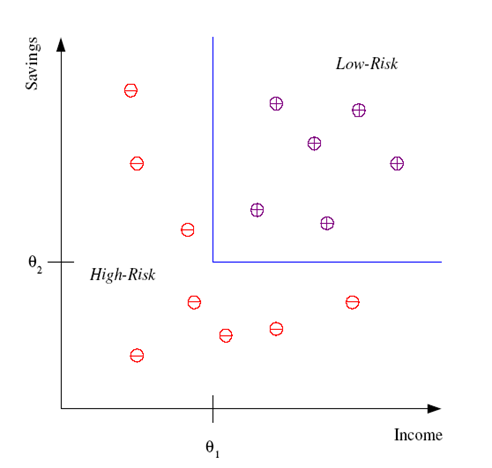 Savings
Low-Risk
θ2
High-Risk
Income
θ1